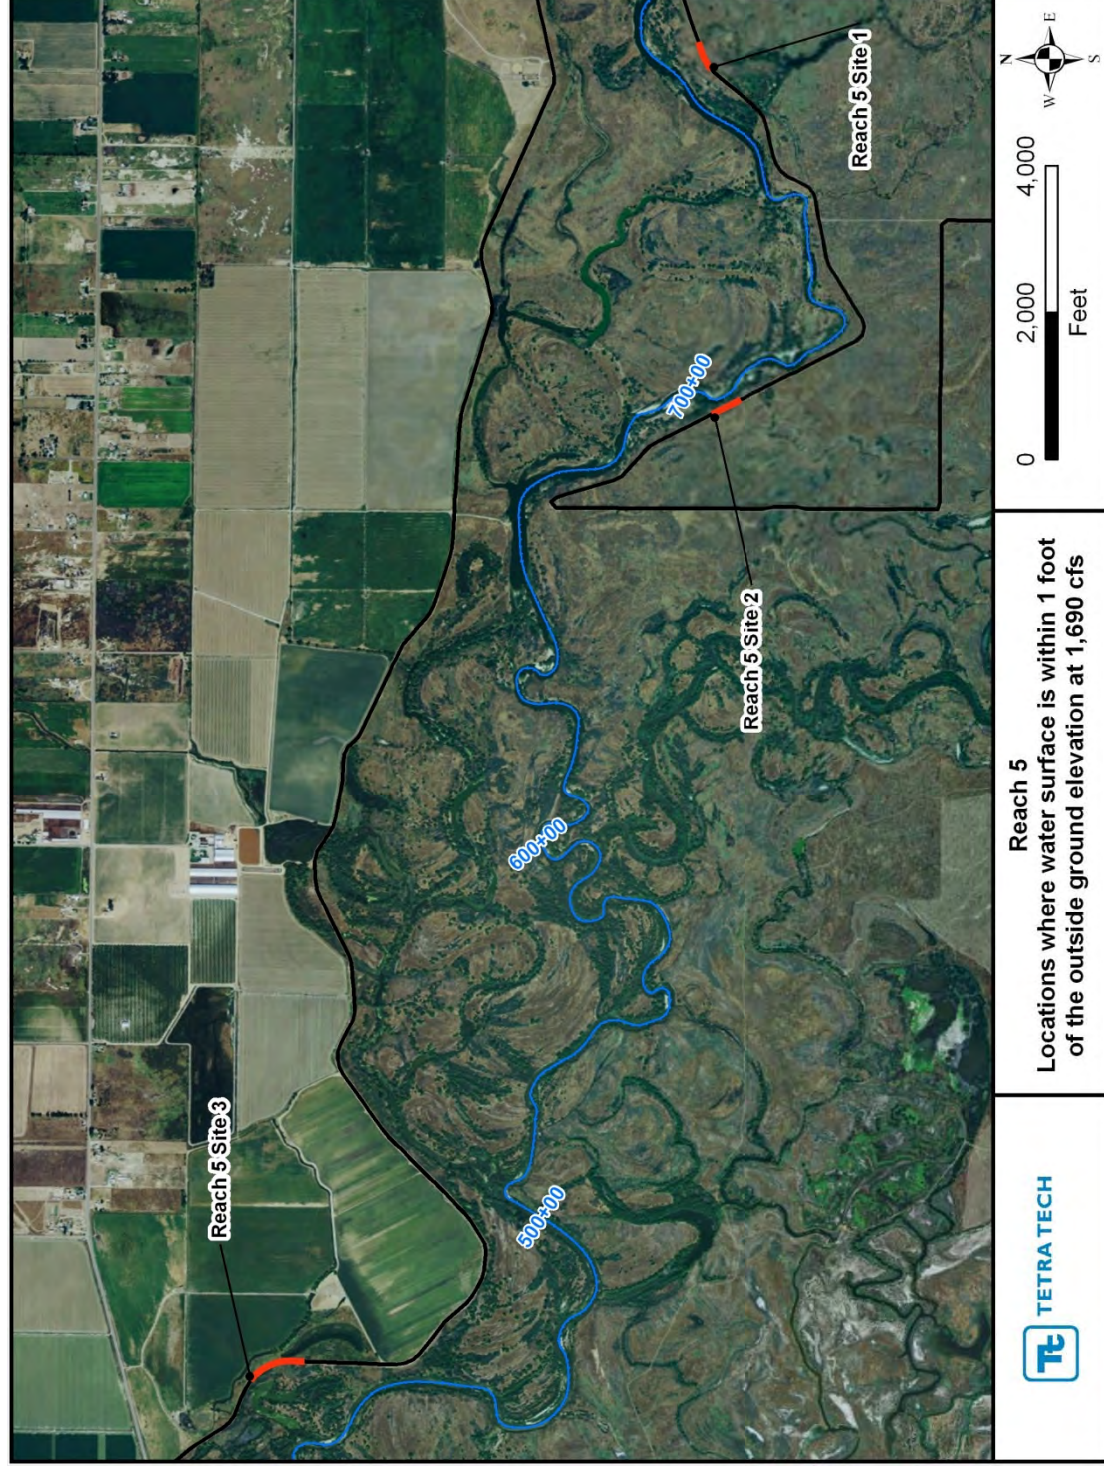 Reach 5 Site 3
Reach 5 Site 2
Reach 5 Site 1
500+00
600+00
700+00
Tt TETRA TECH
Reach 5
Locations where water surface is within 1 foot
of the outside ground elevation at 1,690 cfs
0 2,000 4,000
Feet
N
W E
S